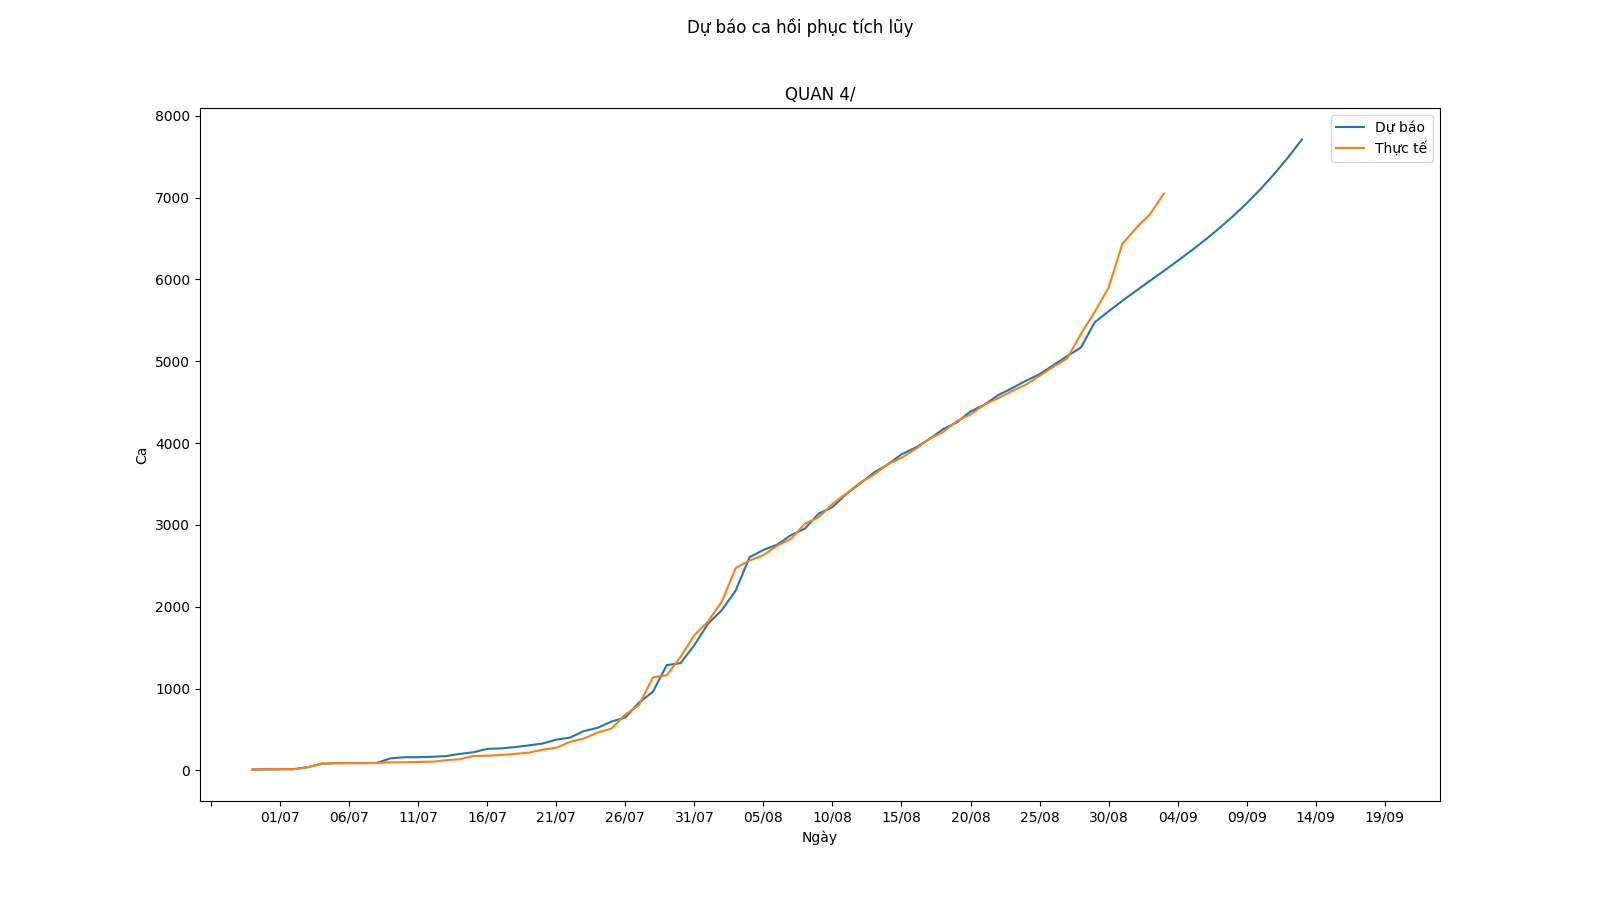 Dự báo ca hồi phục tích lũy
QUAN 4/
8000
7000
6000
5000
4000
3000
2000
1000
0
Ca
Dự báo
Thực tế
01/07 06/07 11/07 16/07 21/07 26/07 31/07 05/08 10/08 15/08 20/08 25/08 30/08 04/09 09/09 14/09 19/09
Ngày